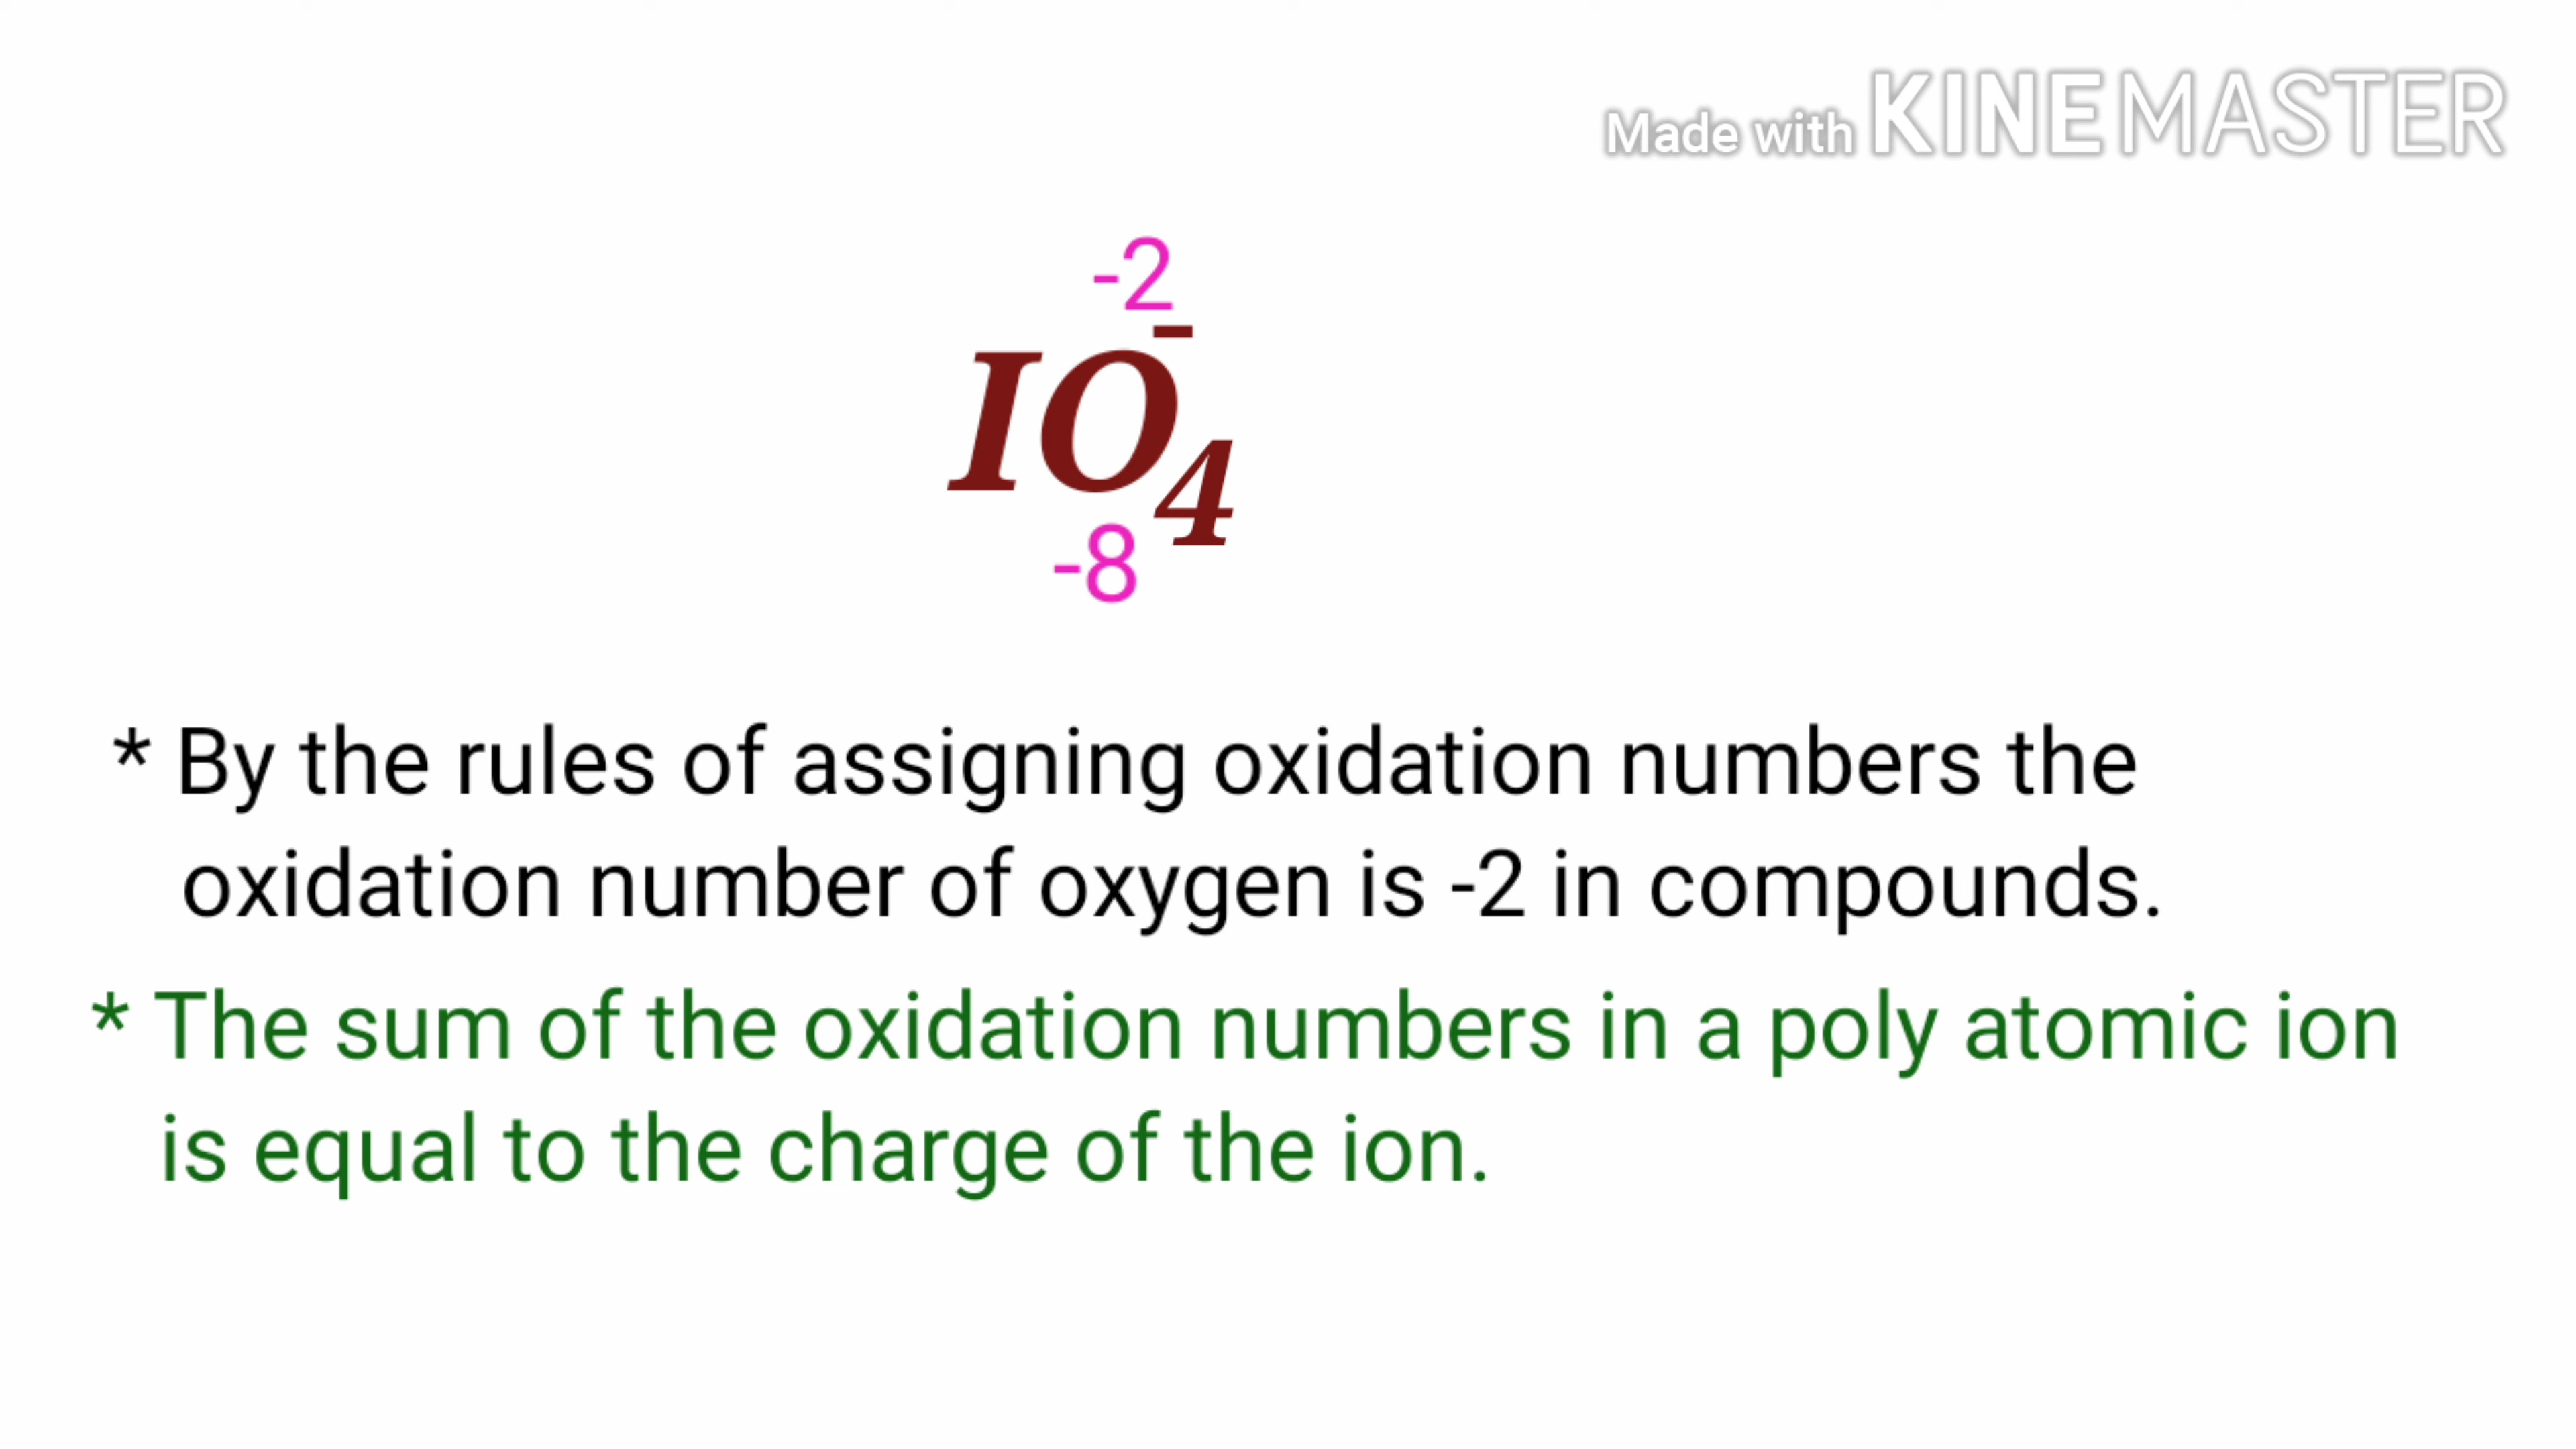 Made with KINEMASTER
-2
IO₄⁻
-8
* By the rules of assigning oxidation numbers the
oxidation number of oxygen is -2 in compounds.
* The sum of the oxidation numbers in a poly atomic ion
is equal to the charge of the ion.